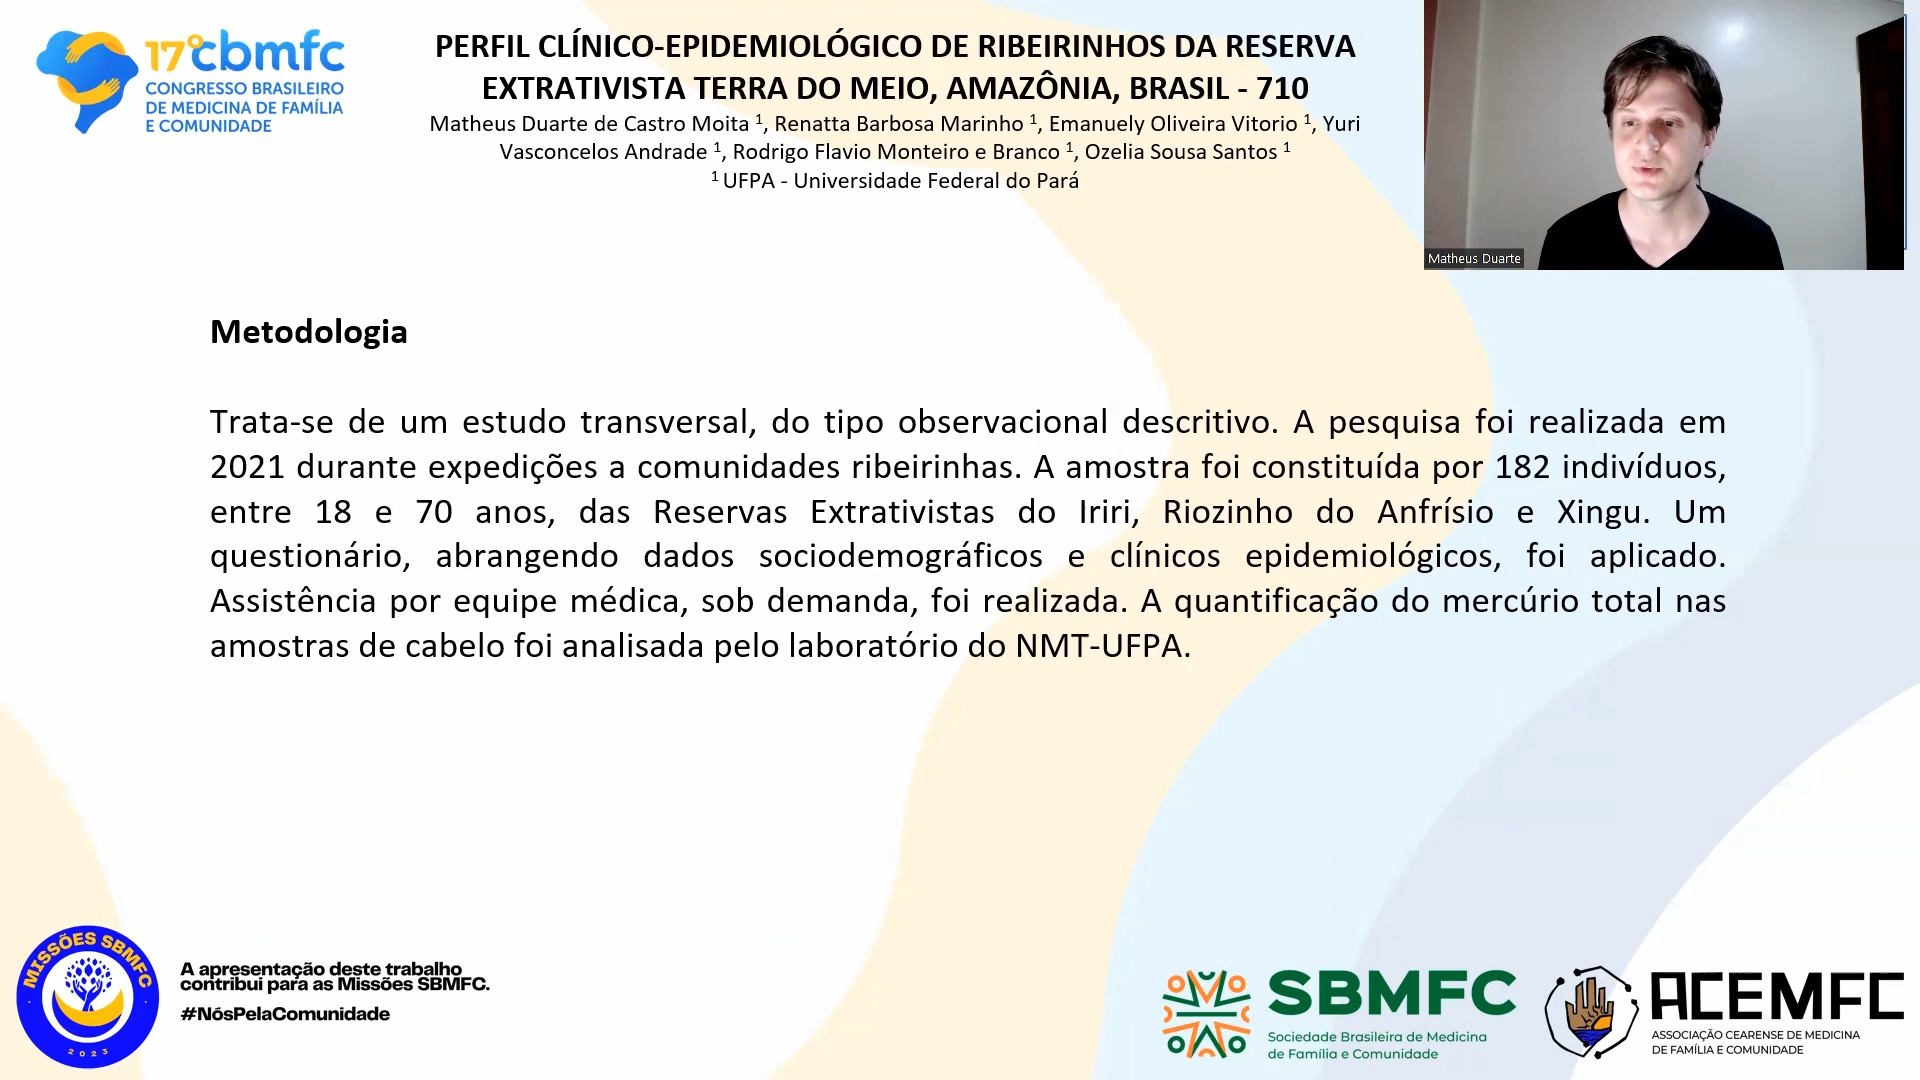 17º cbmfc
CONGRESSO BRASILEIRO
DE MEDICINA DE FAMÍLIA
E COMUNIDADE
PERFIL CLÍNICO-EPIDEMIOLÓGICO DE RIBEIRINHOS DA RESERVA
EXTRATIVISTA TERRA DO MEIO, AMAZÔNIA, BRASIL - 710
Matheus Duarte de Castro Moita ¹, Renatta Barbosa Marinho ¹, Emanuely Oliveira Vitorio ¹, Yuri
Vasconcelos Andrade ¹, Rodrigo Flavio Monteiro e Branco ¹, Ozelia Sousa Santos ¹
¹ UFPA - Universidade Federal do Pará
Matheus Duarte
Metodologia
Trata-se de um estudo transversal, do tipo observacional descritivo. A pesquisa foi realizada em
2021 durante expedições a comunidades ribeirinhas. A amostra foi constituída por 182 indivíduos,
entre 18 e 70 anos, das Reservas Extrativistas do Iriri, Riozinho do Anfrísio e Xingu. Um
questionário, abrangendo dados sociodemográficos e clínicos epidemiológicos, foi aplicado.
Assistência por equipe médica, sob demanda, foi realizada. A quantificação do mercúrio total nas
amostras de cabelo foi analisada pelo laboratório do NMT-UFPA.
MISSÕES SBMFC
2023
A apresentação deste trabalho
contribui para as Missões SBMFC.
#NósPelaComunidade
SBMFC
Sociedade Brasileira de Medicina
de Família e Comunidade
ACEMFC
ASSOCIAÇÃO CEARENSE DE MEDICINA
DE FAMÍLIA E COMUNIDADE